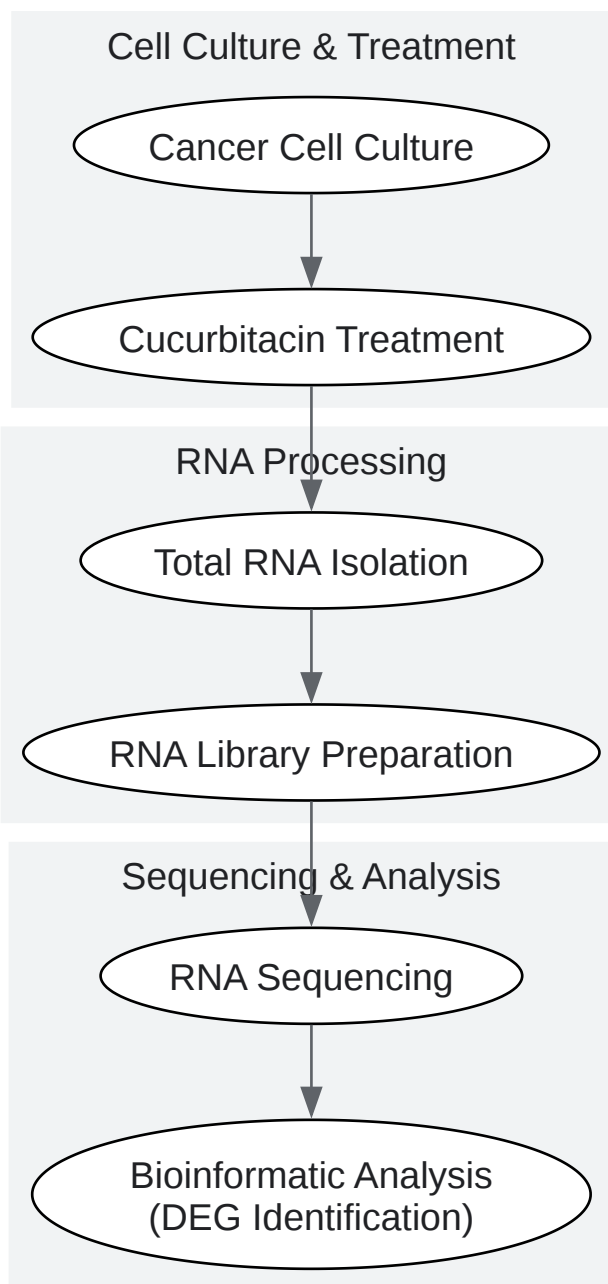 Cell Culture & Treatment
Cancer Cell Culture
Cucurbitacin Treatment
RNA Processing
Total RNA Isolation
RNA Library Preparation
Sequencing & Analysis
RNA Sequencing
Bioinformatic Analysis
(DEG Identification)